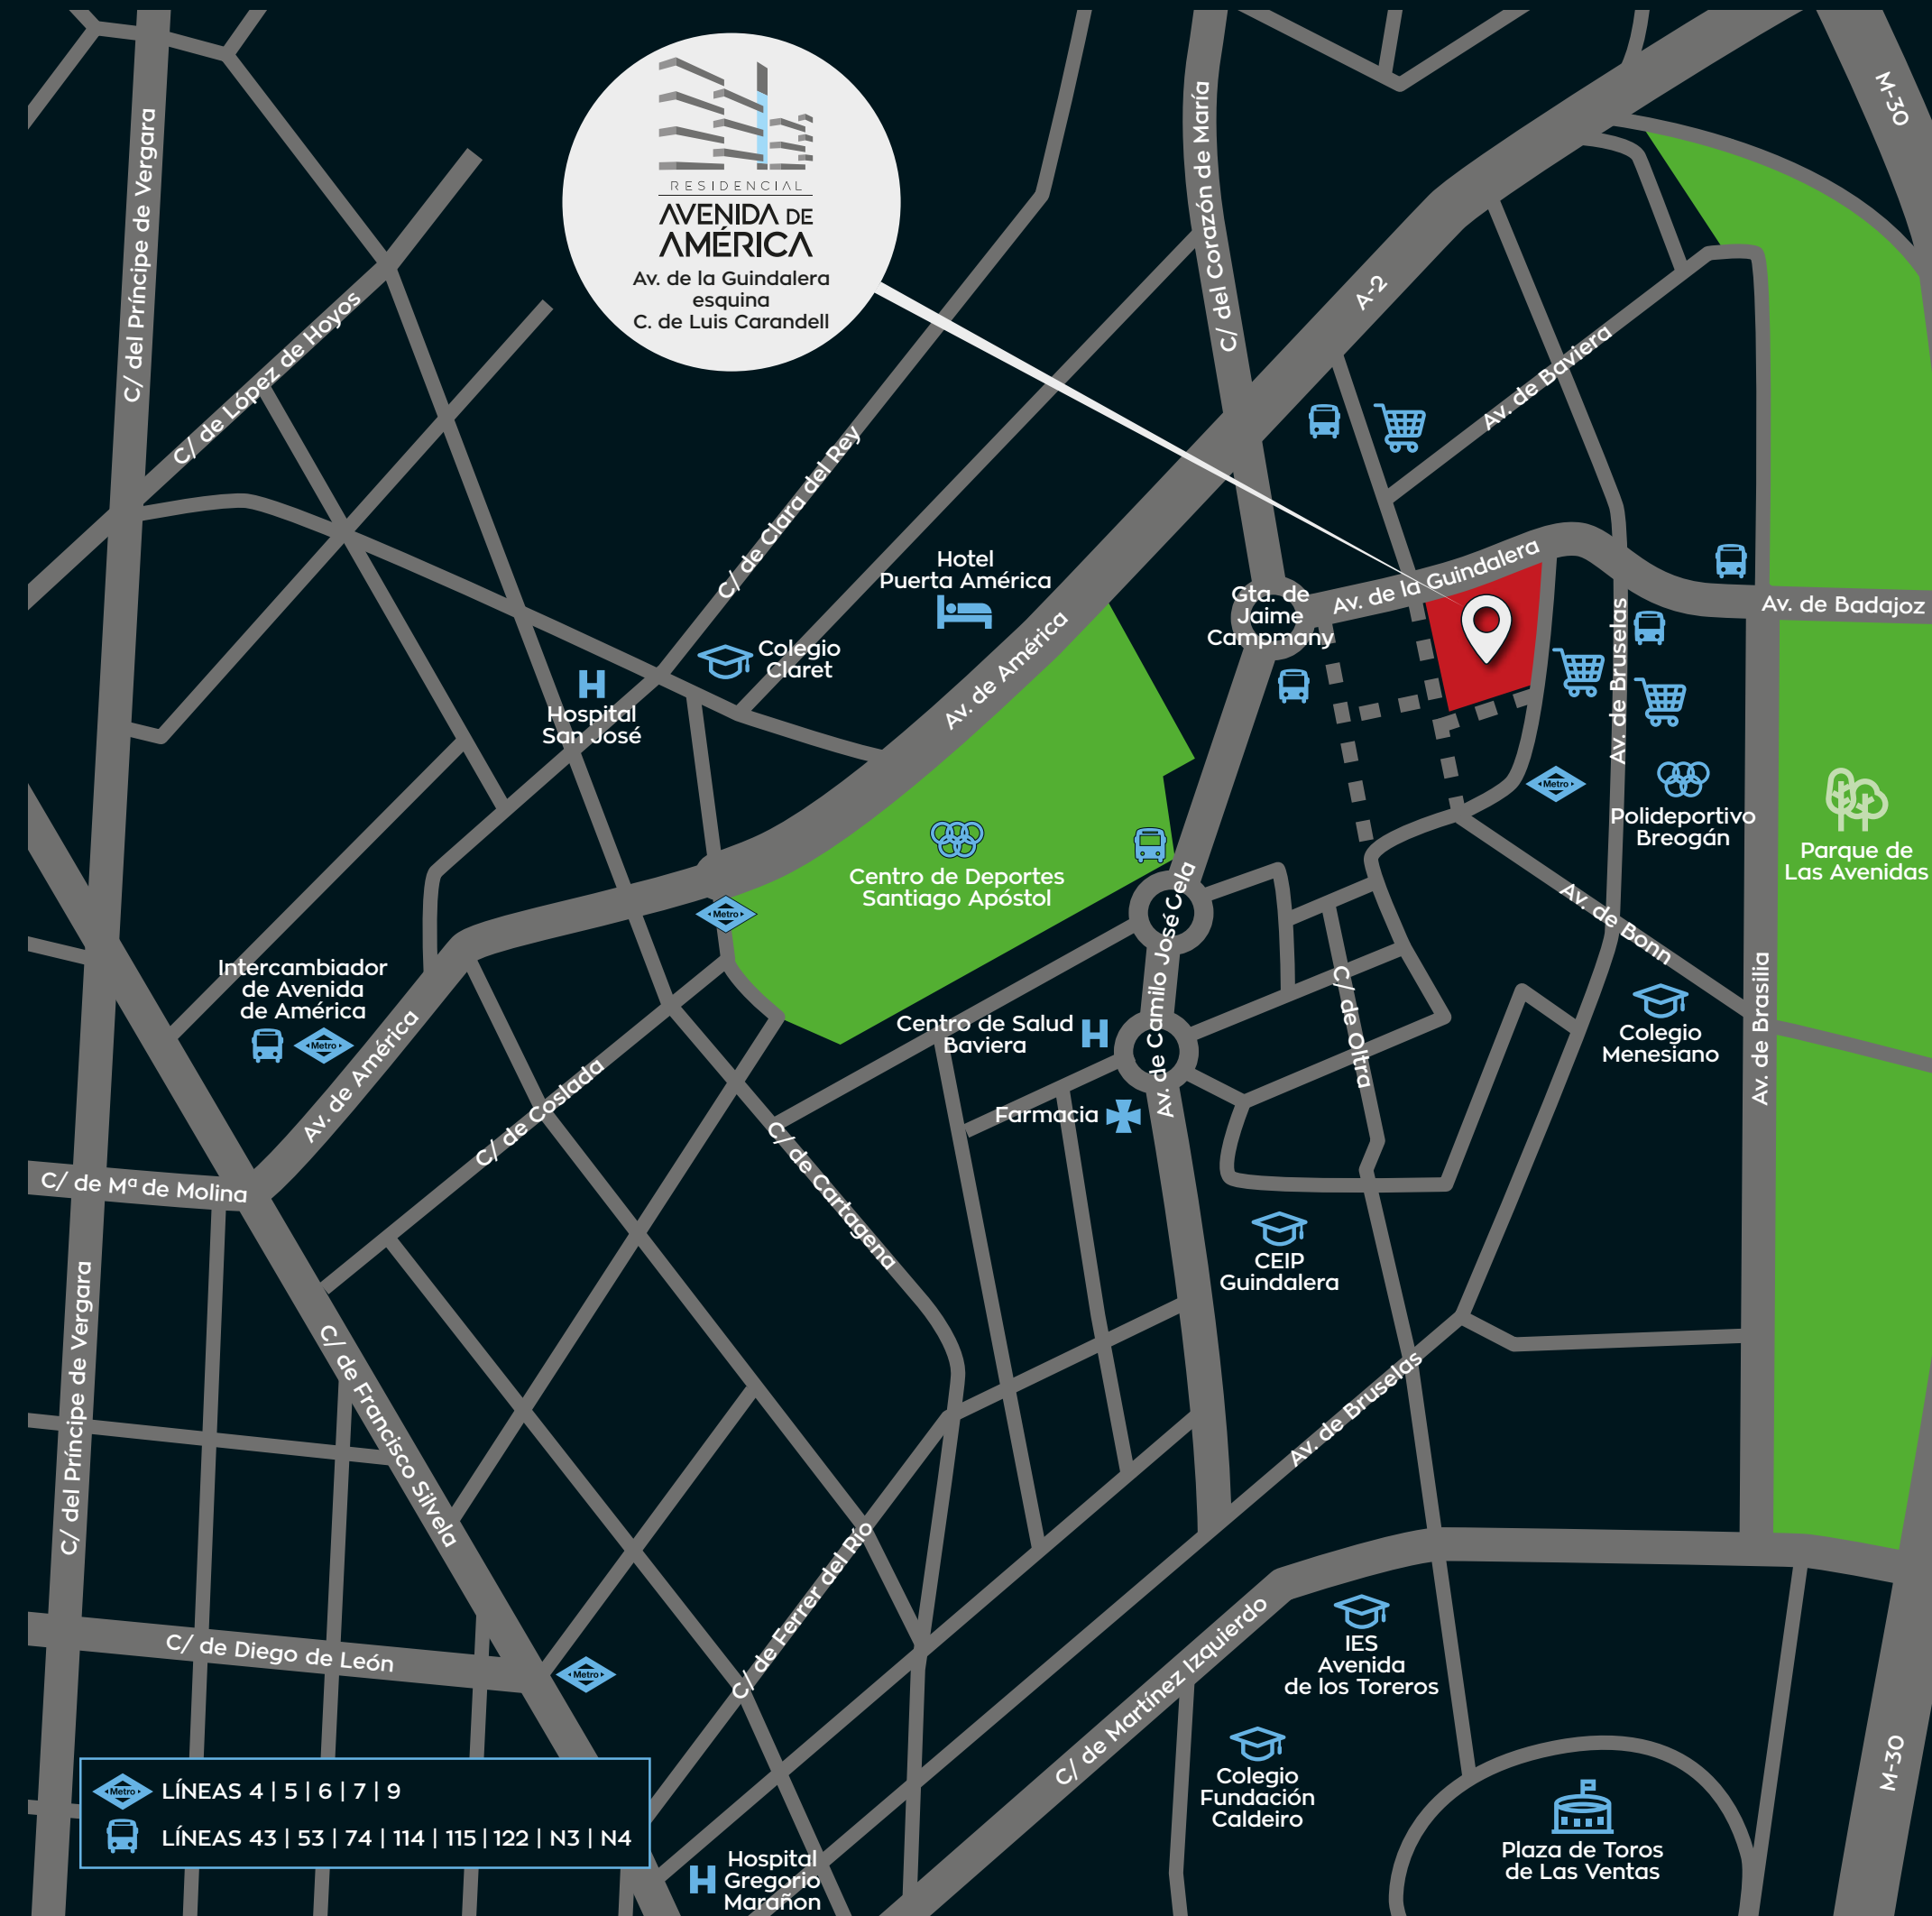 RESIDENCIAL
AVENIDA DE
AMÉRICA
Av. de la Guindalera
esquina
C. de Luis Carandell
M-30
C/ del Príncipe de Vergara
C/ del Corazón de María
A-2
C/ de López de Hoyos
Av. de Baviera
C/ de Clara del Rey
Hotel
Puerta América
Av. de la Guindalera
Gta. de
Jaime
Campmany
Av. de Badajoz
Colegio
Claret
Av. de América
Av. de Bruselas
H
Hospital
San José
Metro
Polideportivo
Breogán
Parque de
Las Avenidas
Centro de Deportes
Santiago Apóstol
Metro
Av. de Camilo José Cela
Av. de Bonn
Intercambiador
de Avenida
de América
Metro
Av. de América
Centro de Salud
Baviera
H
C/ de Oltra
Colegio
Menesiano
Av. de Brasilia
C/ de Coslada
Farmacia
C/ de Mª de Molina
C/ de Cartagena
CEIP
Guindalera
C/ del Príncipe de Vergara
C/ de Francisco Silvela
Av. de Bruselas
C/ de Ferrer del Río
C/ de Diego de León
Metro
C/ de Martínez Izquierdo
IES
Avenida
de los Toreros
M-30
Colegio
Fundación
Caldeiro
Plaza de Toros
de Las Ventas
Metro
LÍNEAS 4 | 5 | 6 | 7 | 9
LÍNEAS 43 | 53 | 74 | 114 | 115 | 122 | N3 | N4
H
Hospital
Gregorio
Marañon